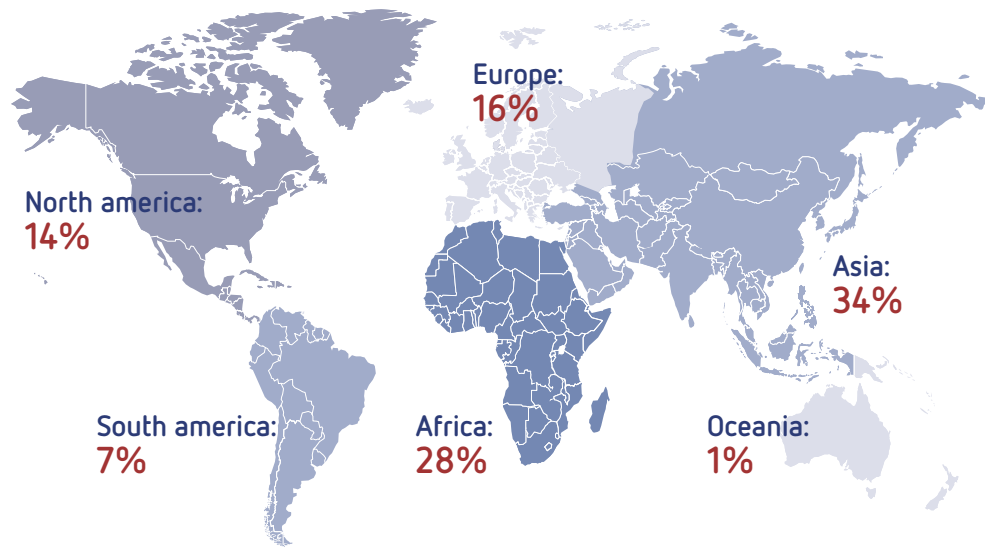 Europe:
16%
North america:
14%
Asia:
34%
South america:
7%
Africa:
28%
Oceania:
1%